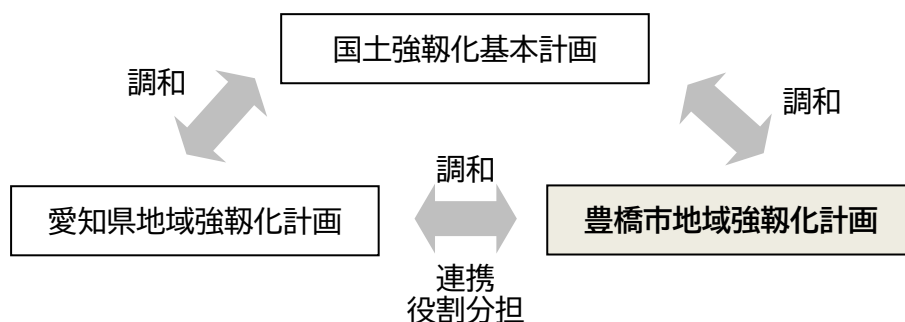 国土強靱化基本計画
調和
調和
調和
愛知県地域強靱化計画
豊橋市地域強靱化計画
連携
役割分担